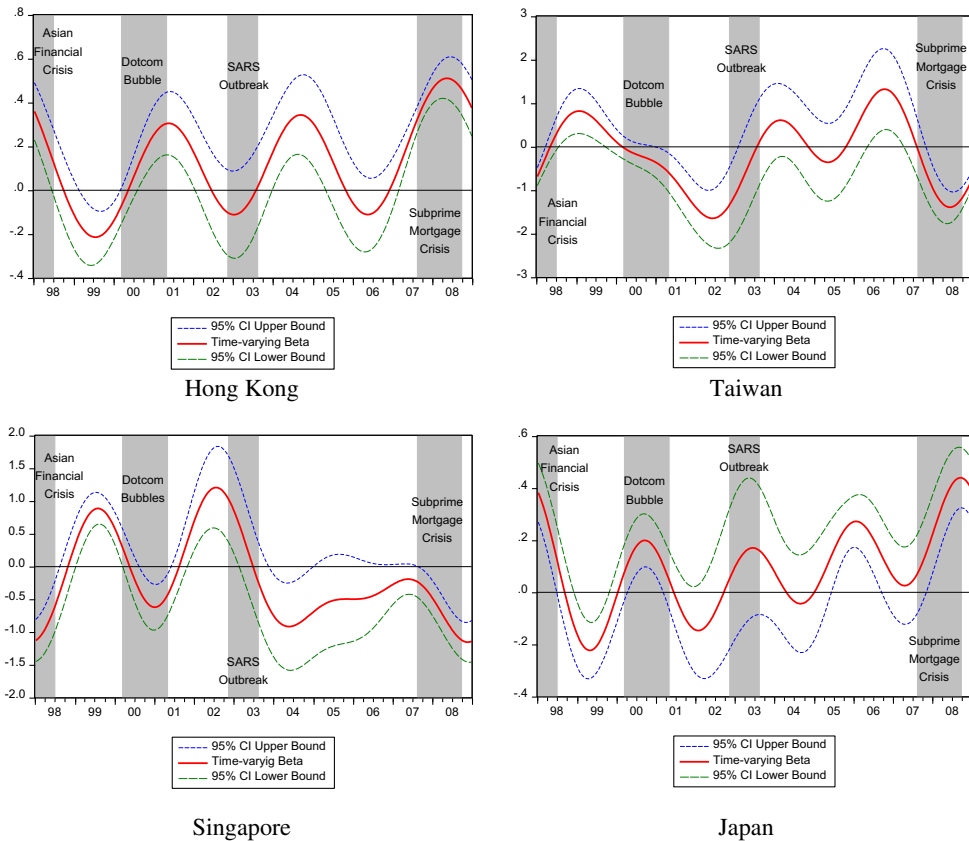 .8
.6
.4
.2
.0
-.2
-.4
Asian
Financial
Crisis
Dotcom
Bubble
SARS
Outbreak
Subprime
Mortgage
Crisis
98 99 00 01 02 03 04 05 06 07 08
95% CI Upper Bound
Time-varying Beta
95% CI Lower Bound
Hong Kong
3
2
1
0
-1
-2
-3
Asian
Financial
Crisis
Dotcom
Bubble
SARS
Outbreak
Subprime
Mortgage
Crisis
98 99 00 01 02 03 04 05 06 07 08
95% CI Upper Bound
Time-varying Beta
95% CI Lower Bound
Taiwan
2.0
1.5
1.0
0.5
0.0
-0.5
-1.0
-1.5
-2.0
Asian
Financial
Crisis
Dotcom
Bubbles
SARS
Outbreak
Subprime
Mortgage
Crisis
98 99 00 01 02 03 04 05 06 07 08
95% CI Upper Bound
Time-varyig Beta
95% CI Lower Bound
Singapore
.6
.4
.2
.0
-.2
-.4
Asian
Financial
Crisis
Dotcom
Bubble
SARS
Outbreak
Subprime
Mortgage
Crisis
98 99 00 01 02 03 04 05 06 07 08
95% CI Upper Bound
Time-varying Beta
95% CI Lower Bound
Japan